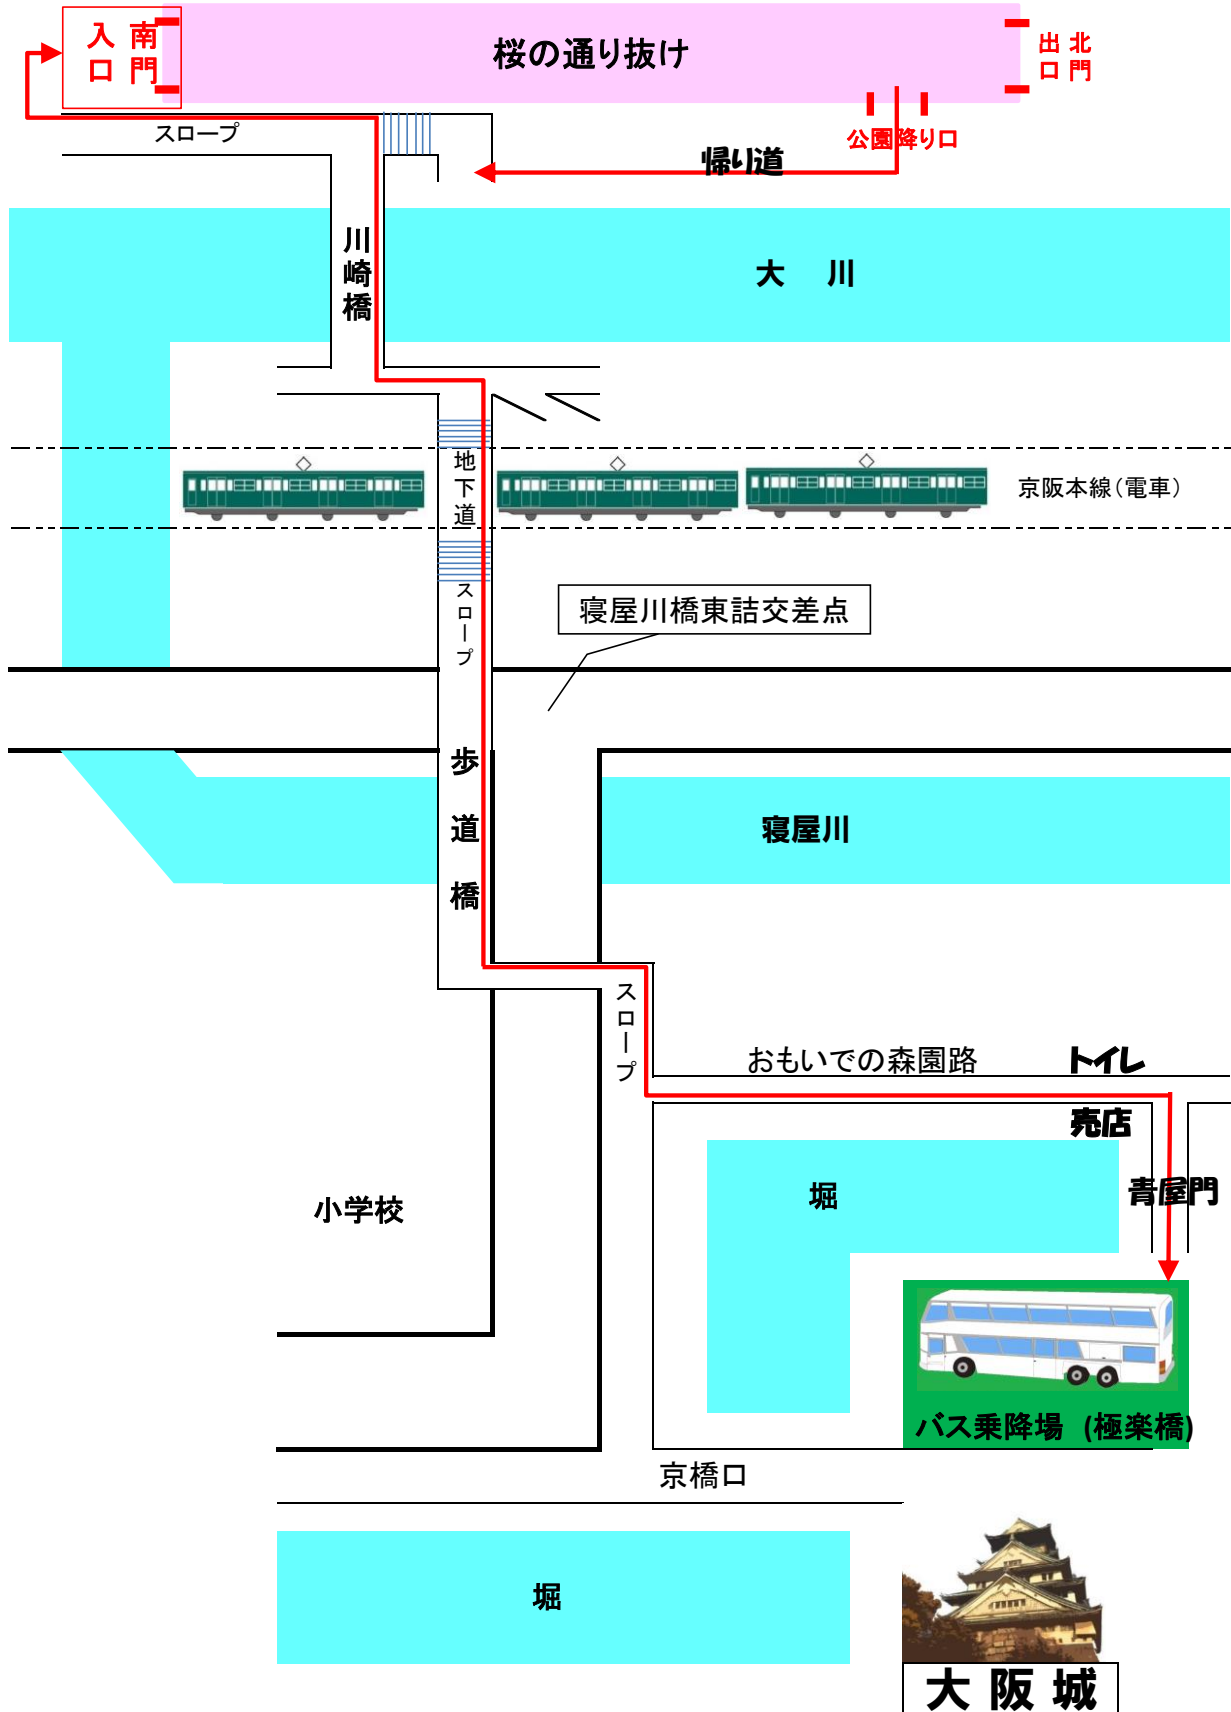 入口 南門
桜の通り抜け
出口 北門
スロープ
公園降り口
帰り道
川崎橋
大 川
地下道
京阪本線(電車)
スロープ
寝屋川橋東詰交差点
歩道橋
寝屋川
スロープ
おもいでの森園路
トイレ
売店
堀
青屋門
小学校
バス乗降場 (極楽橋)
京橋口
堀
大阪城